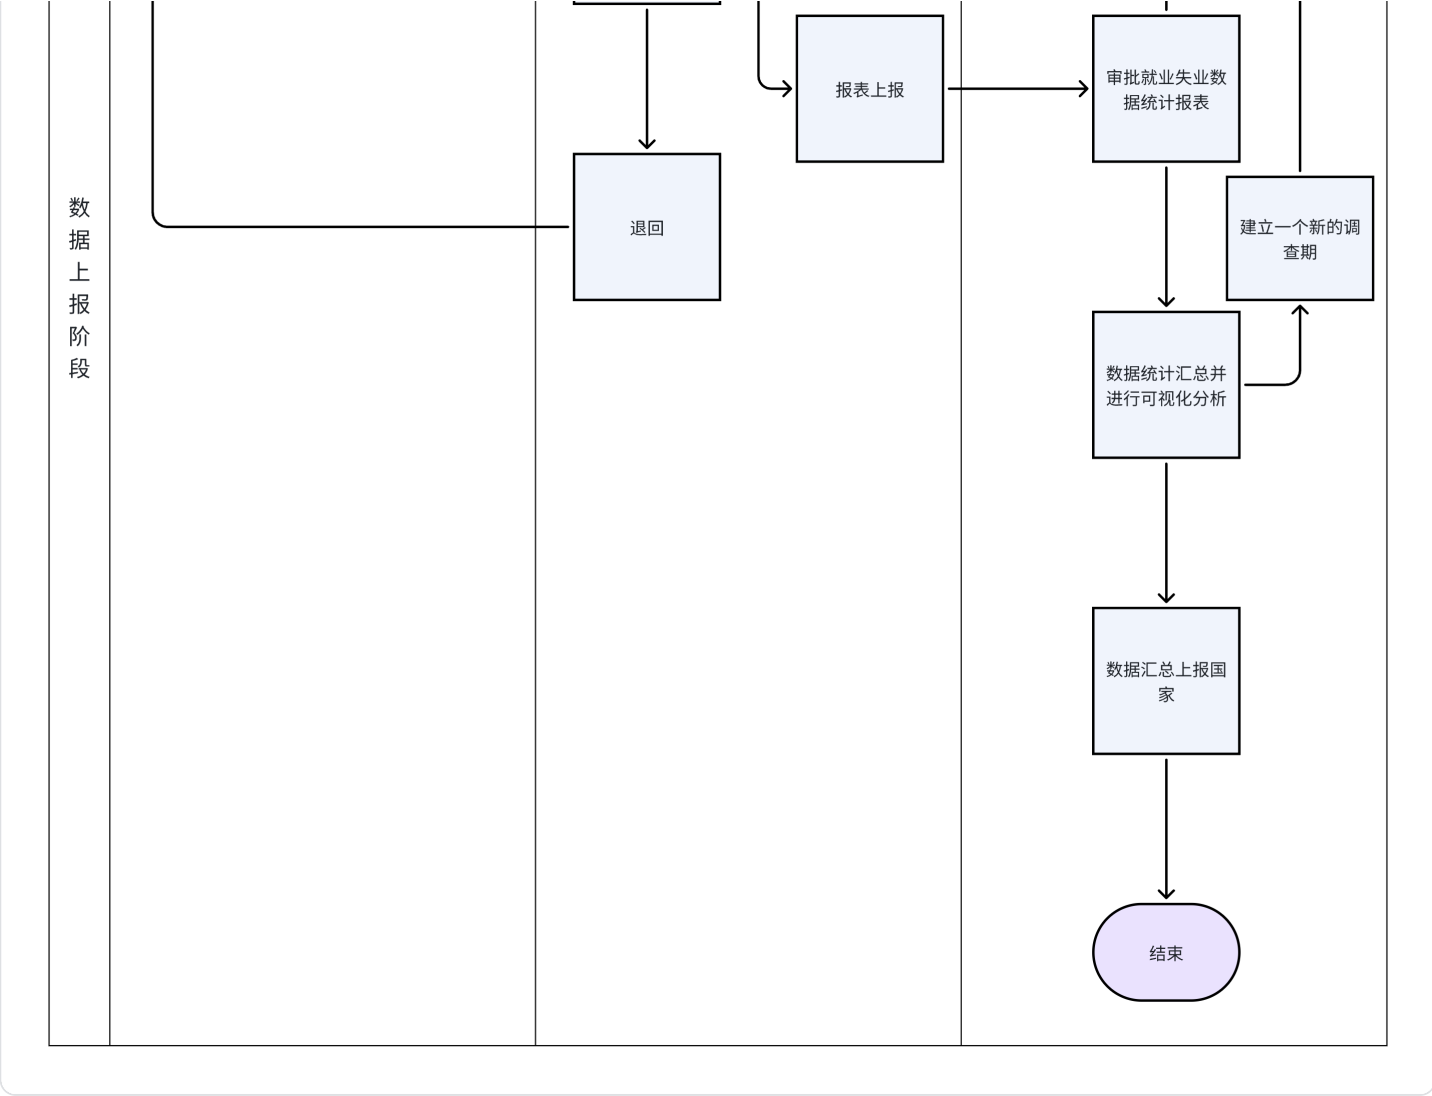 数
据
上
报
阶
段
报表上报
审批就业失业数
据统计报表
退回
建立一个新的调
查期
数据统计汇总并
进行可视化分析
数据汇总上报国
家
结束